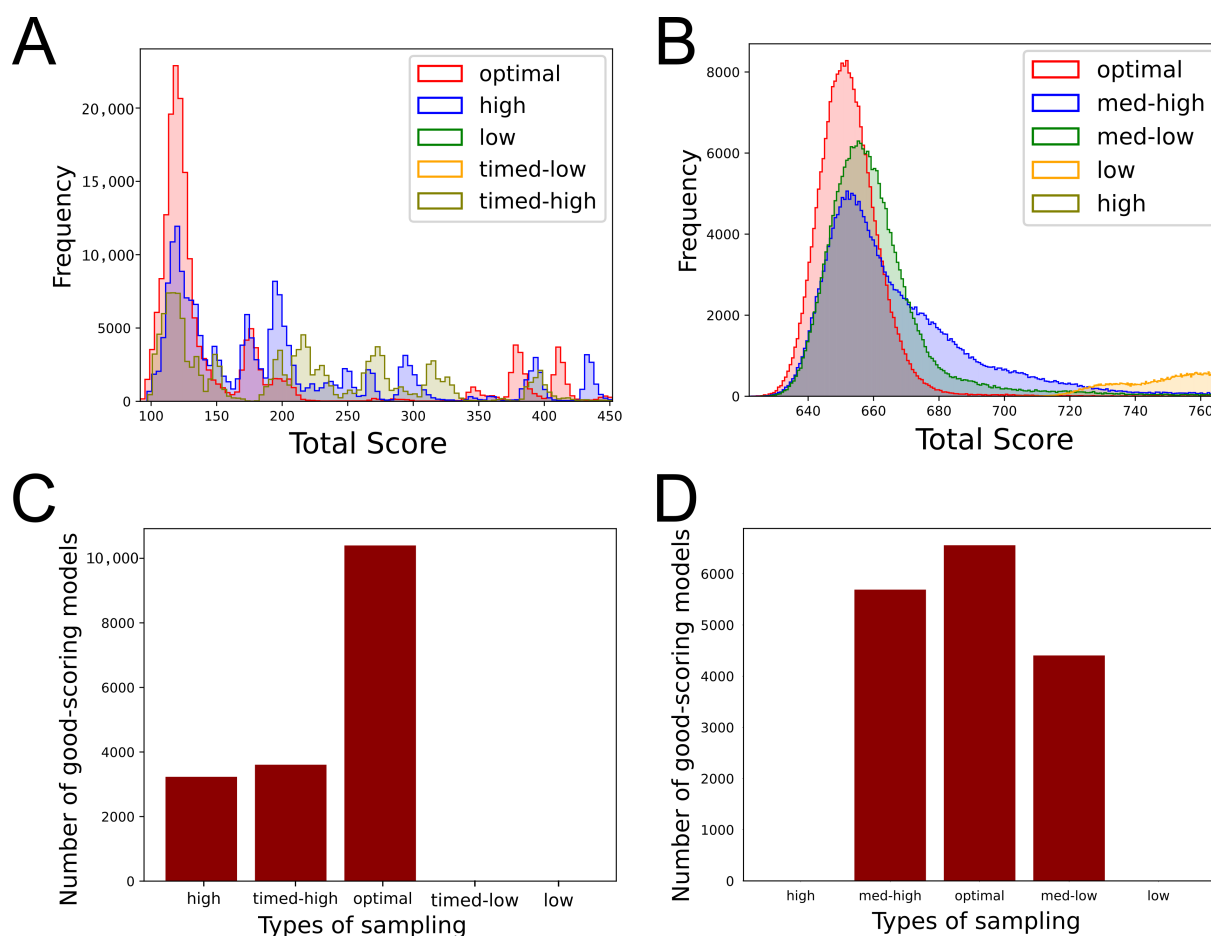 A
Frequency
20,000
15,000
10,000
5000
0
100 150 200 250 300 350 400 450
Total Score
optimal
high
low
timed-low
timed-high
B
Frequency
8000
6000
4000
2000
0
640 660 680 700 720 740 760
Total Score
optimal
med-high
med-low
low
high
C
Number of good-scoring models
10,000
8000
6000
4000
2000
0
high timed-high optimal timed-low low
Types of sampling
D
Number of good-scoring models
6000
5000
4000
3000
2000
1000
0
high med-high optimal med-low low
Types of sampling